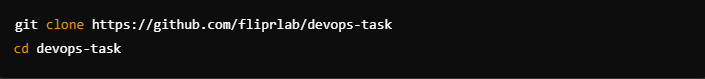 git clone https://github.com/fliprlab/devops-task
cd devops-task